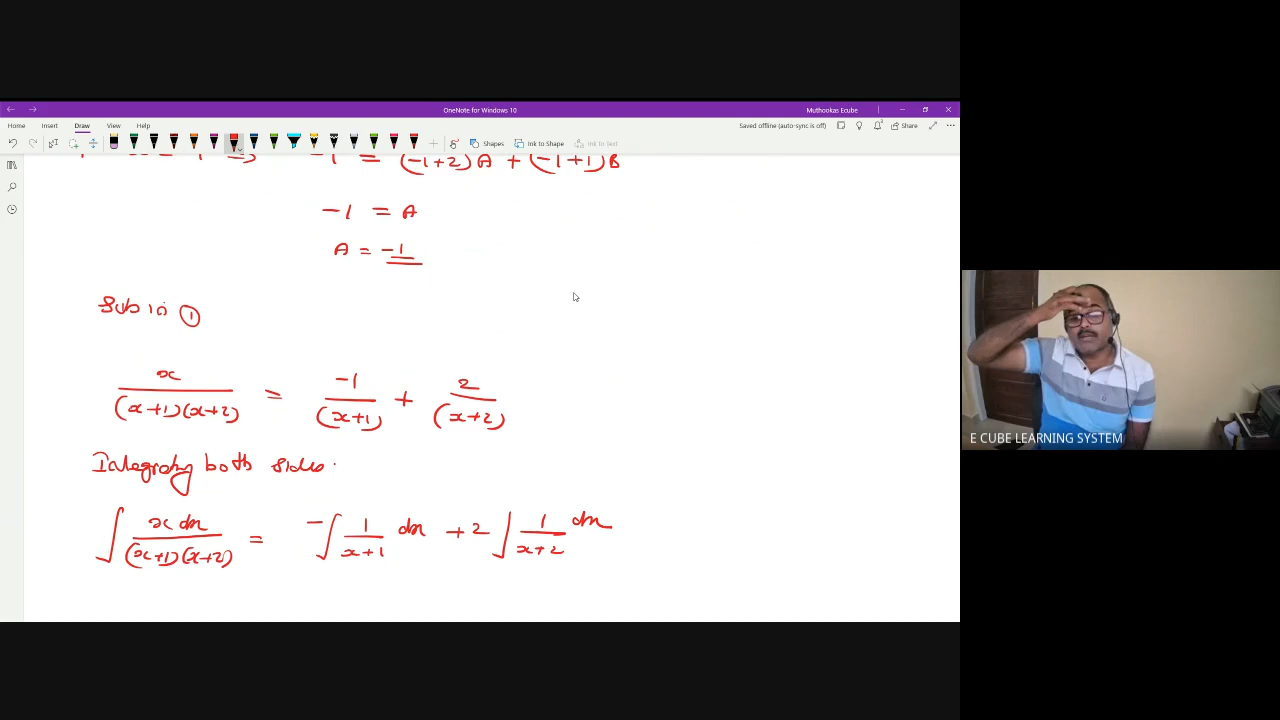 OneNote for Windows 10
Muthookas Ecube
Home Insert Draw View Help
Saved offline (auto-sync is off)
Share
Shapes
Ink to Shape
Ink to Text
-1 = (-1+2)A + (-1+1)B
-1 = A
A = -1
Sub in ①
x/((x+1)(x+2)) = -1/(x+1) + 2/(x+2)
Integrating both sides.
∫ x dx/((x+1)(x+2)) = -∫ 1/(x+1) dx + 2 ∫ 1/(x+2) dx
E CUBE LEARNING SYSTEM